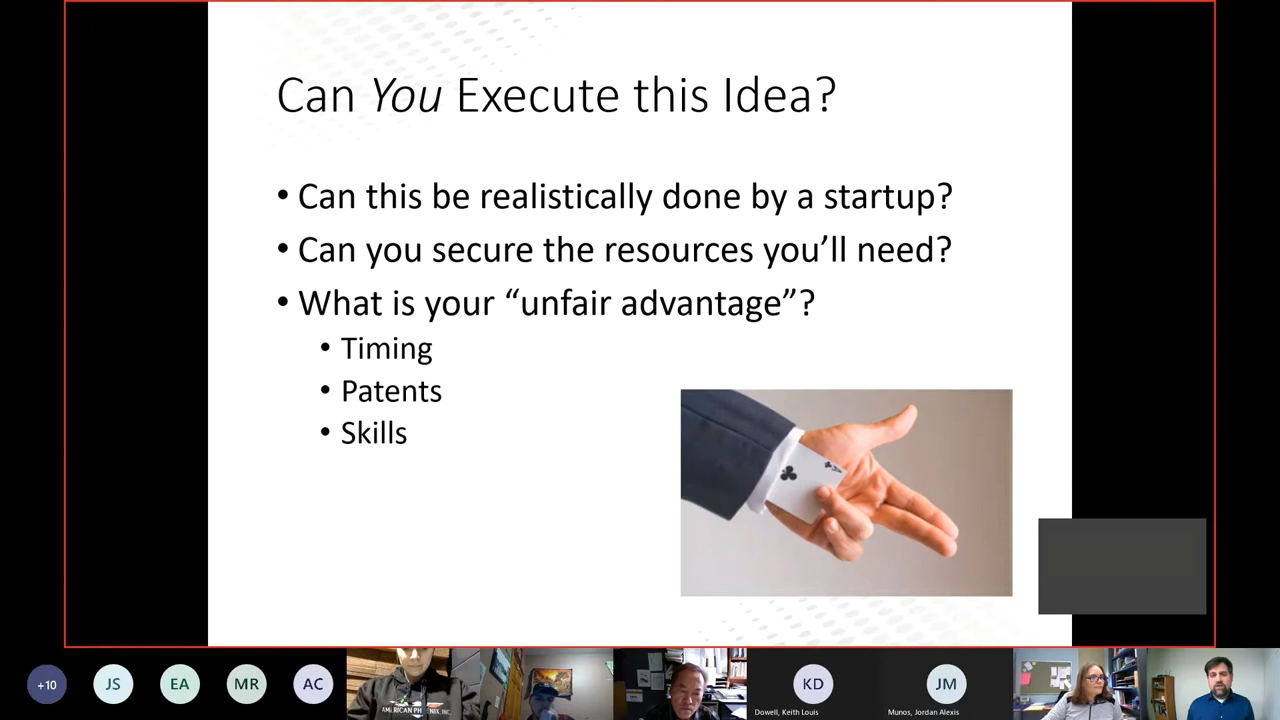 Can You Execute this Idea?
• Can this be realistically done by a startup?
• Can you secure the resources you’ll need?
• What is your “unfair advantage”?
• Timing
• Patents
• Skills
A
+10
JS
EA
MR
AC
KD
JM
Dowell, Keith Louis
Munos, Jordan Alexis